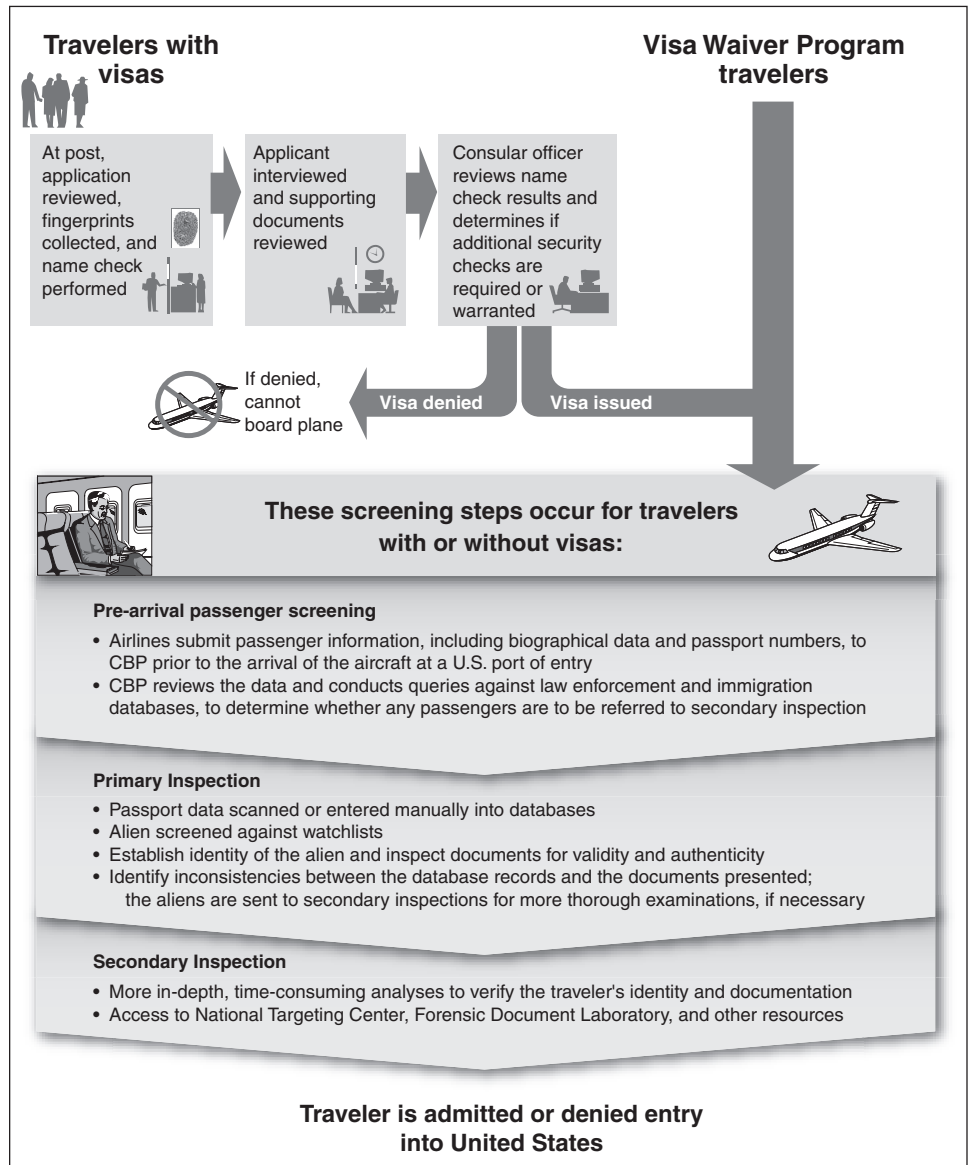 Travelers with
visas
Visa Waiver Program
travelers
At post,
application
reviewed,
fingerprints
collected, and
name check
performed
Applicant
interviewed
and supporting
documents
reviewed
Consular officer
reviews name
check results and
determines if
additional security
checks are
required or
warranted
If denied,
cannot
board plane
Visa denied
Visa issued
These screening steps occur for travelers
with or without visas:
Pre-arrival passenger screening
• Airlines submit passenger information, including biographical data and passport numbers, to
CBP prior to the arrival of the aircraft at a U.S. port of entry
• CBP reviews the data and conducts queries against law enforcement and immigration
databases, to determine whether any passengers are to be referred to secondary inspection
Primary Inspection
• Passport data scanned or entered manually into databases
• Alien screened against watchlists
• Establish identity of the alien and inspect documents for validity and authenticity
• Identify inconsistencies between the database records and the documents presented;
the aliens are sent to secondary inspections for more thorough examinations, if necessary
Secondary Inspection
• More in-depth, time-consuming analyses to verify the traveler's identity and documentation
• Access to National Targeting Center, Forensic Document Laboratory, and other resources
Traveler is admitted or denied entry
into United States